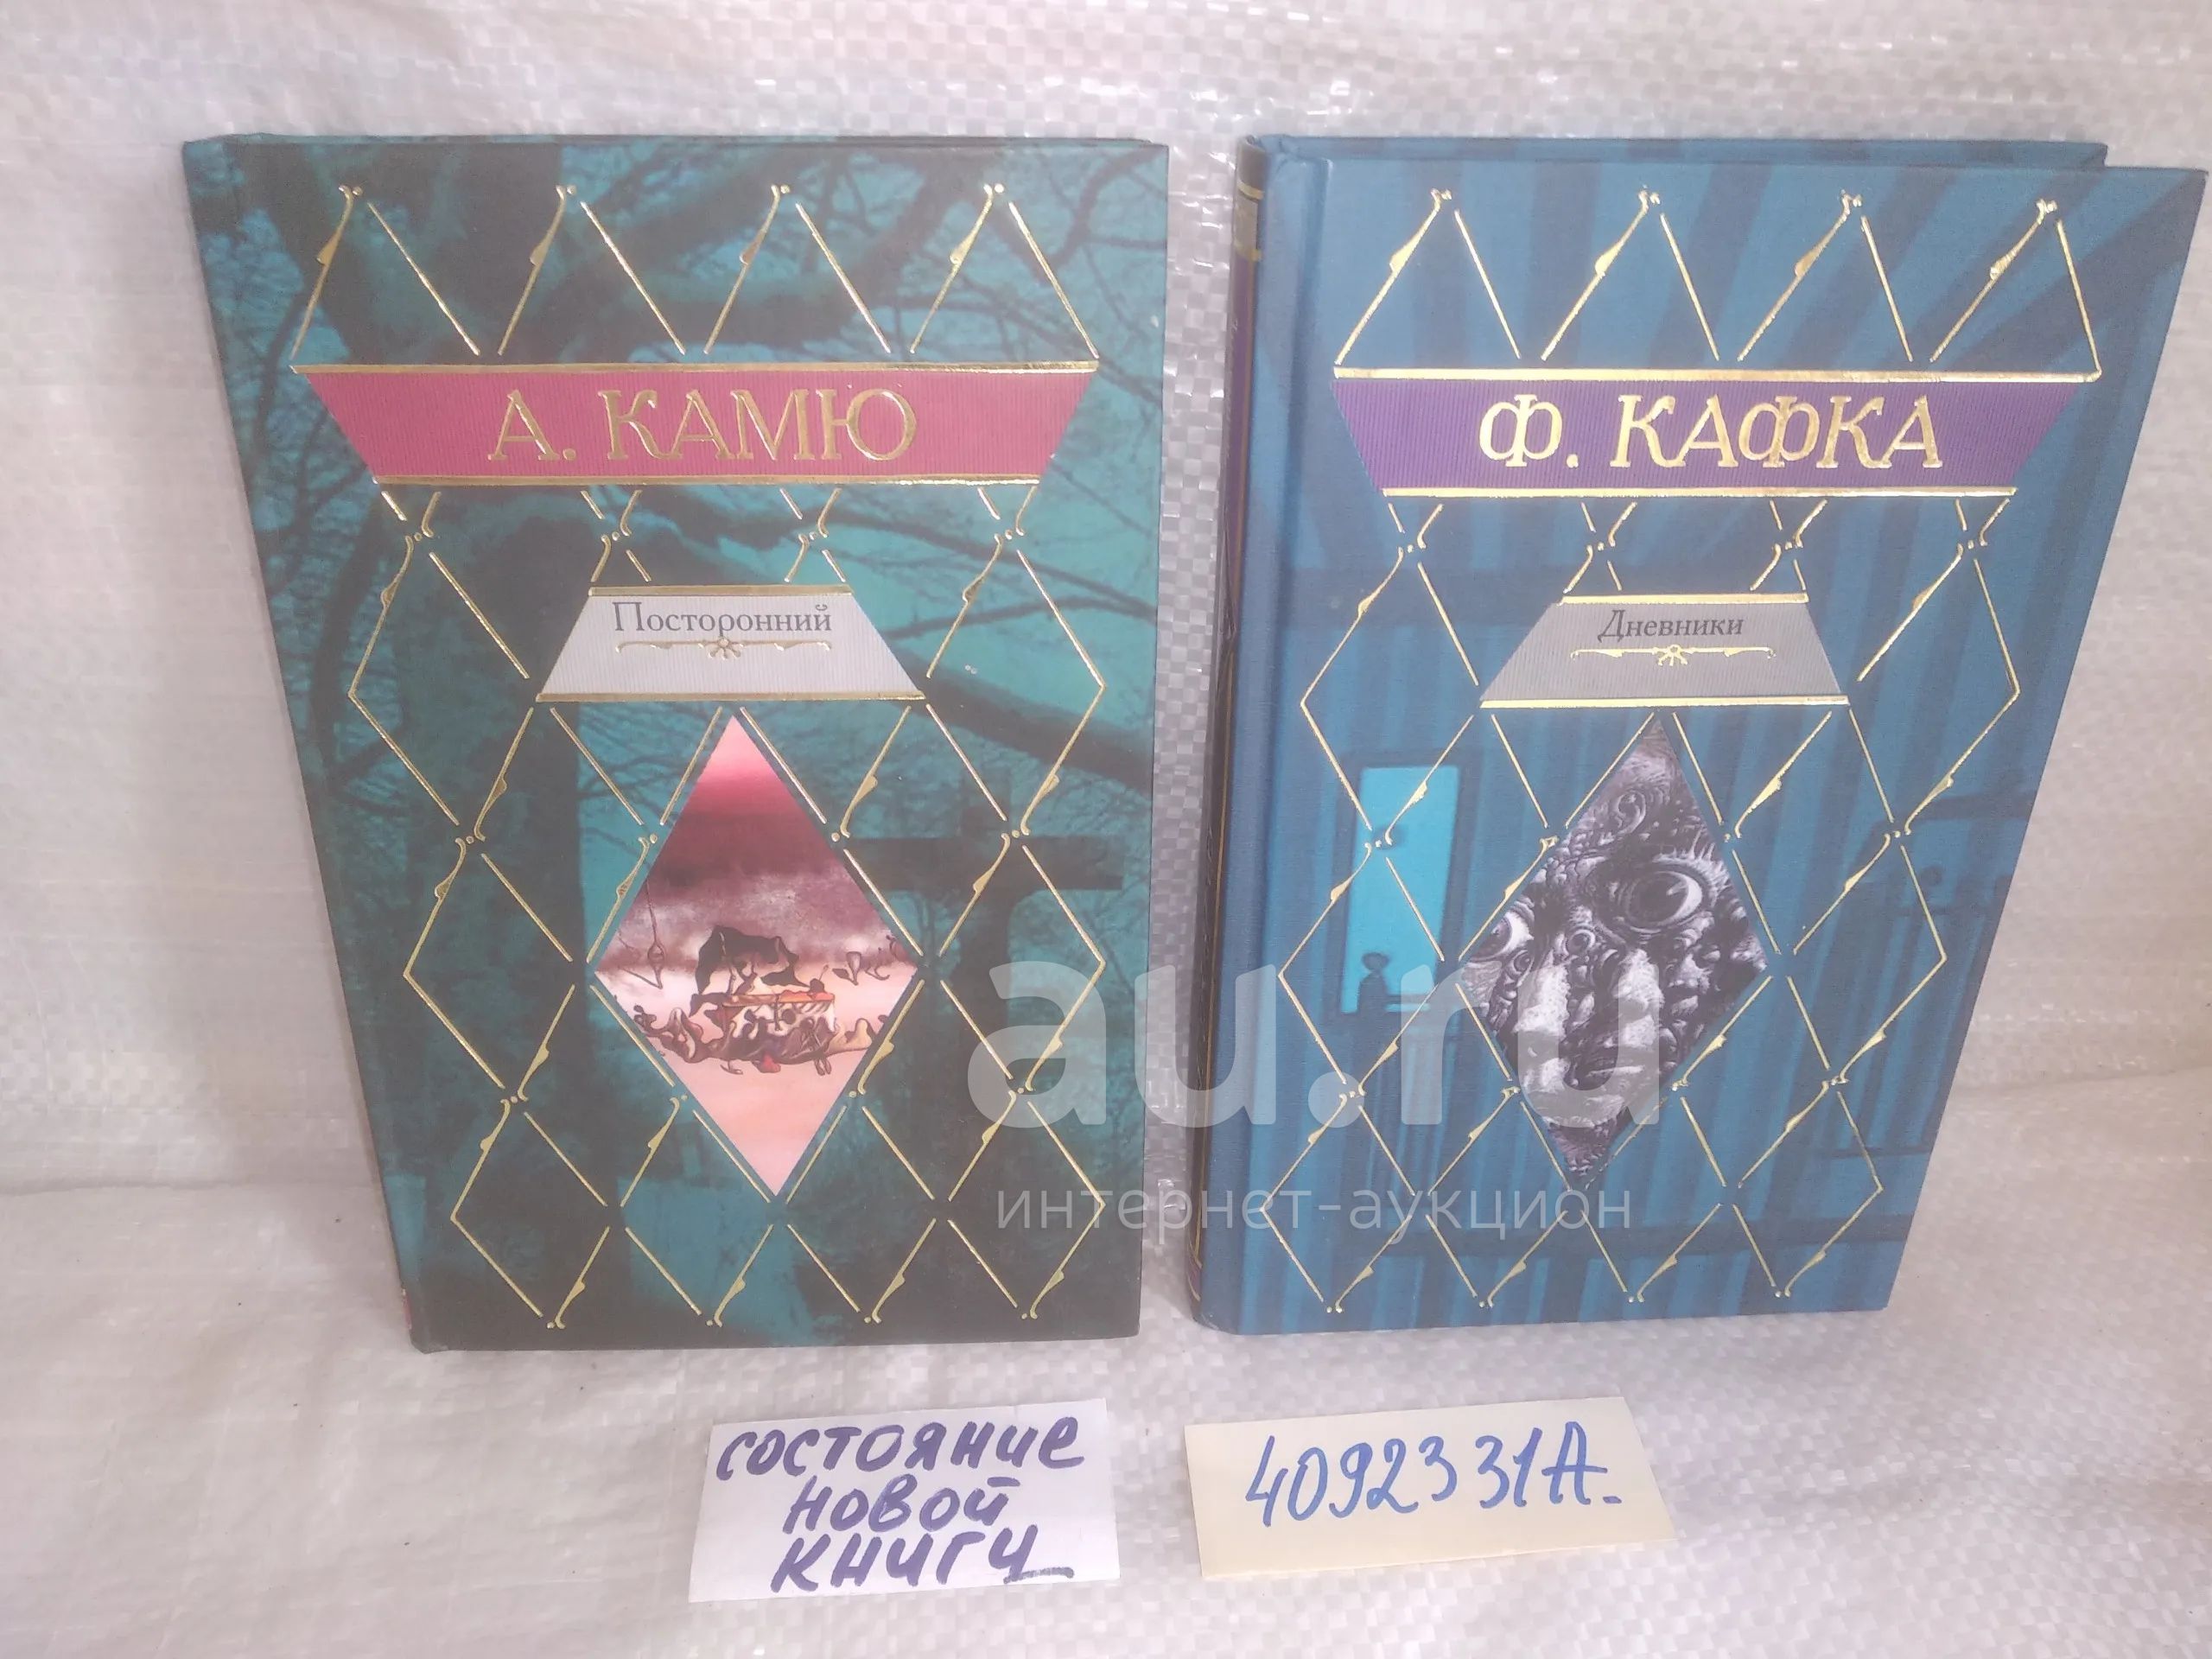 А. КАМЮ
Посторонний
Ф. КАФКА
Дневники
au.ru
интернет-аукцион
состояние
новой
книги
4092331А.